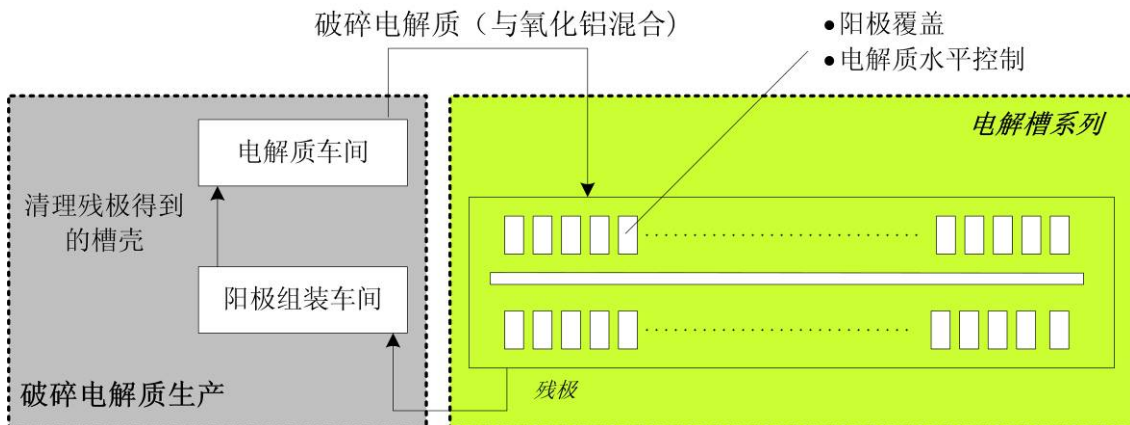 破碎电解质（与氧化铝混合）
●阳极覆盖
●电解质水平控制
电解槽系列
电解质车间
清理残极得到
的槽壳
阳极组装车间
残极
破碎电解质生产